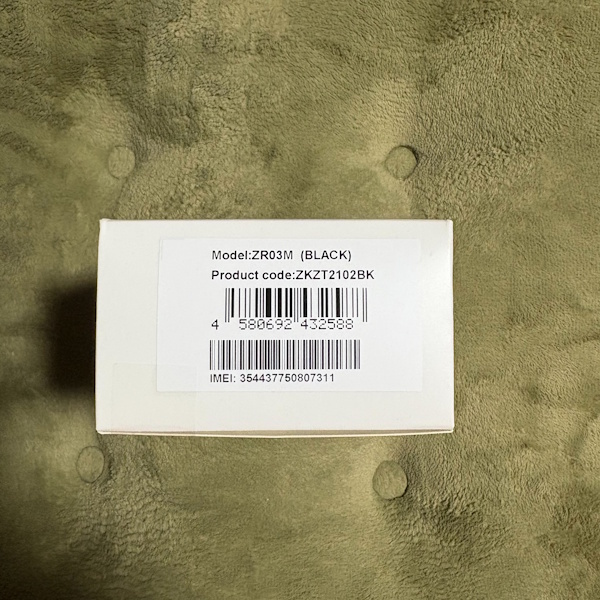 Model:ZR03M (BLACK)
Product code:ZKZT2102BK
4 580692 432588
IMEI: 354437750807311